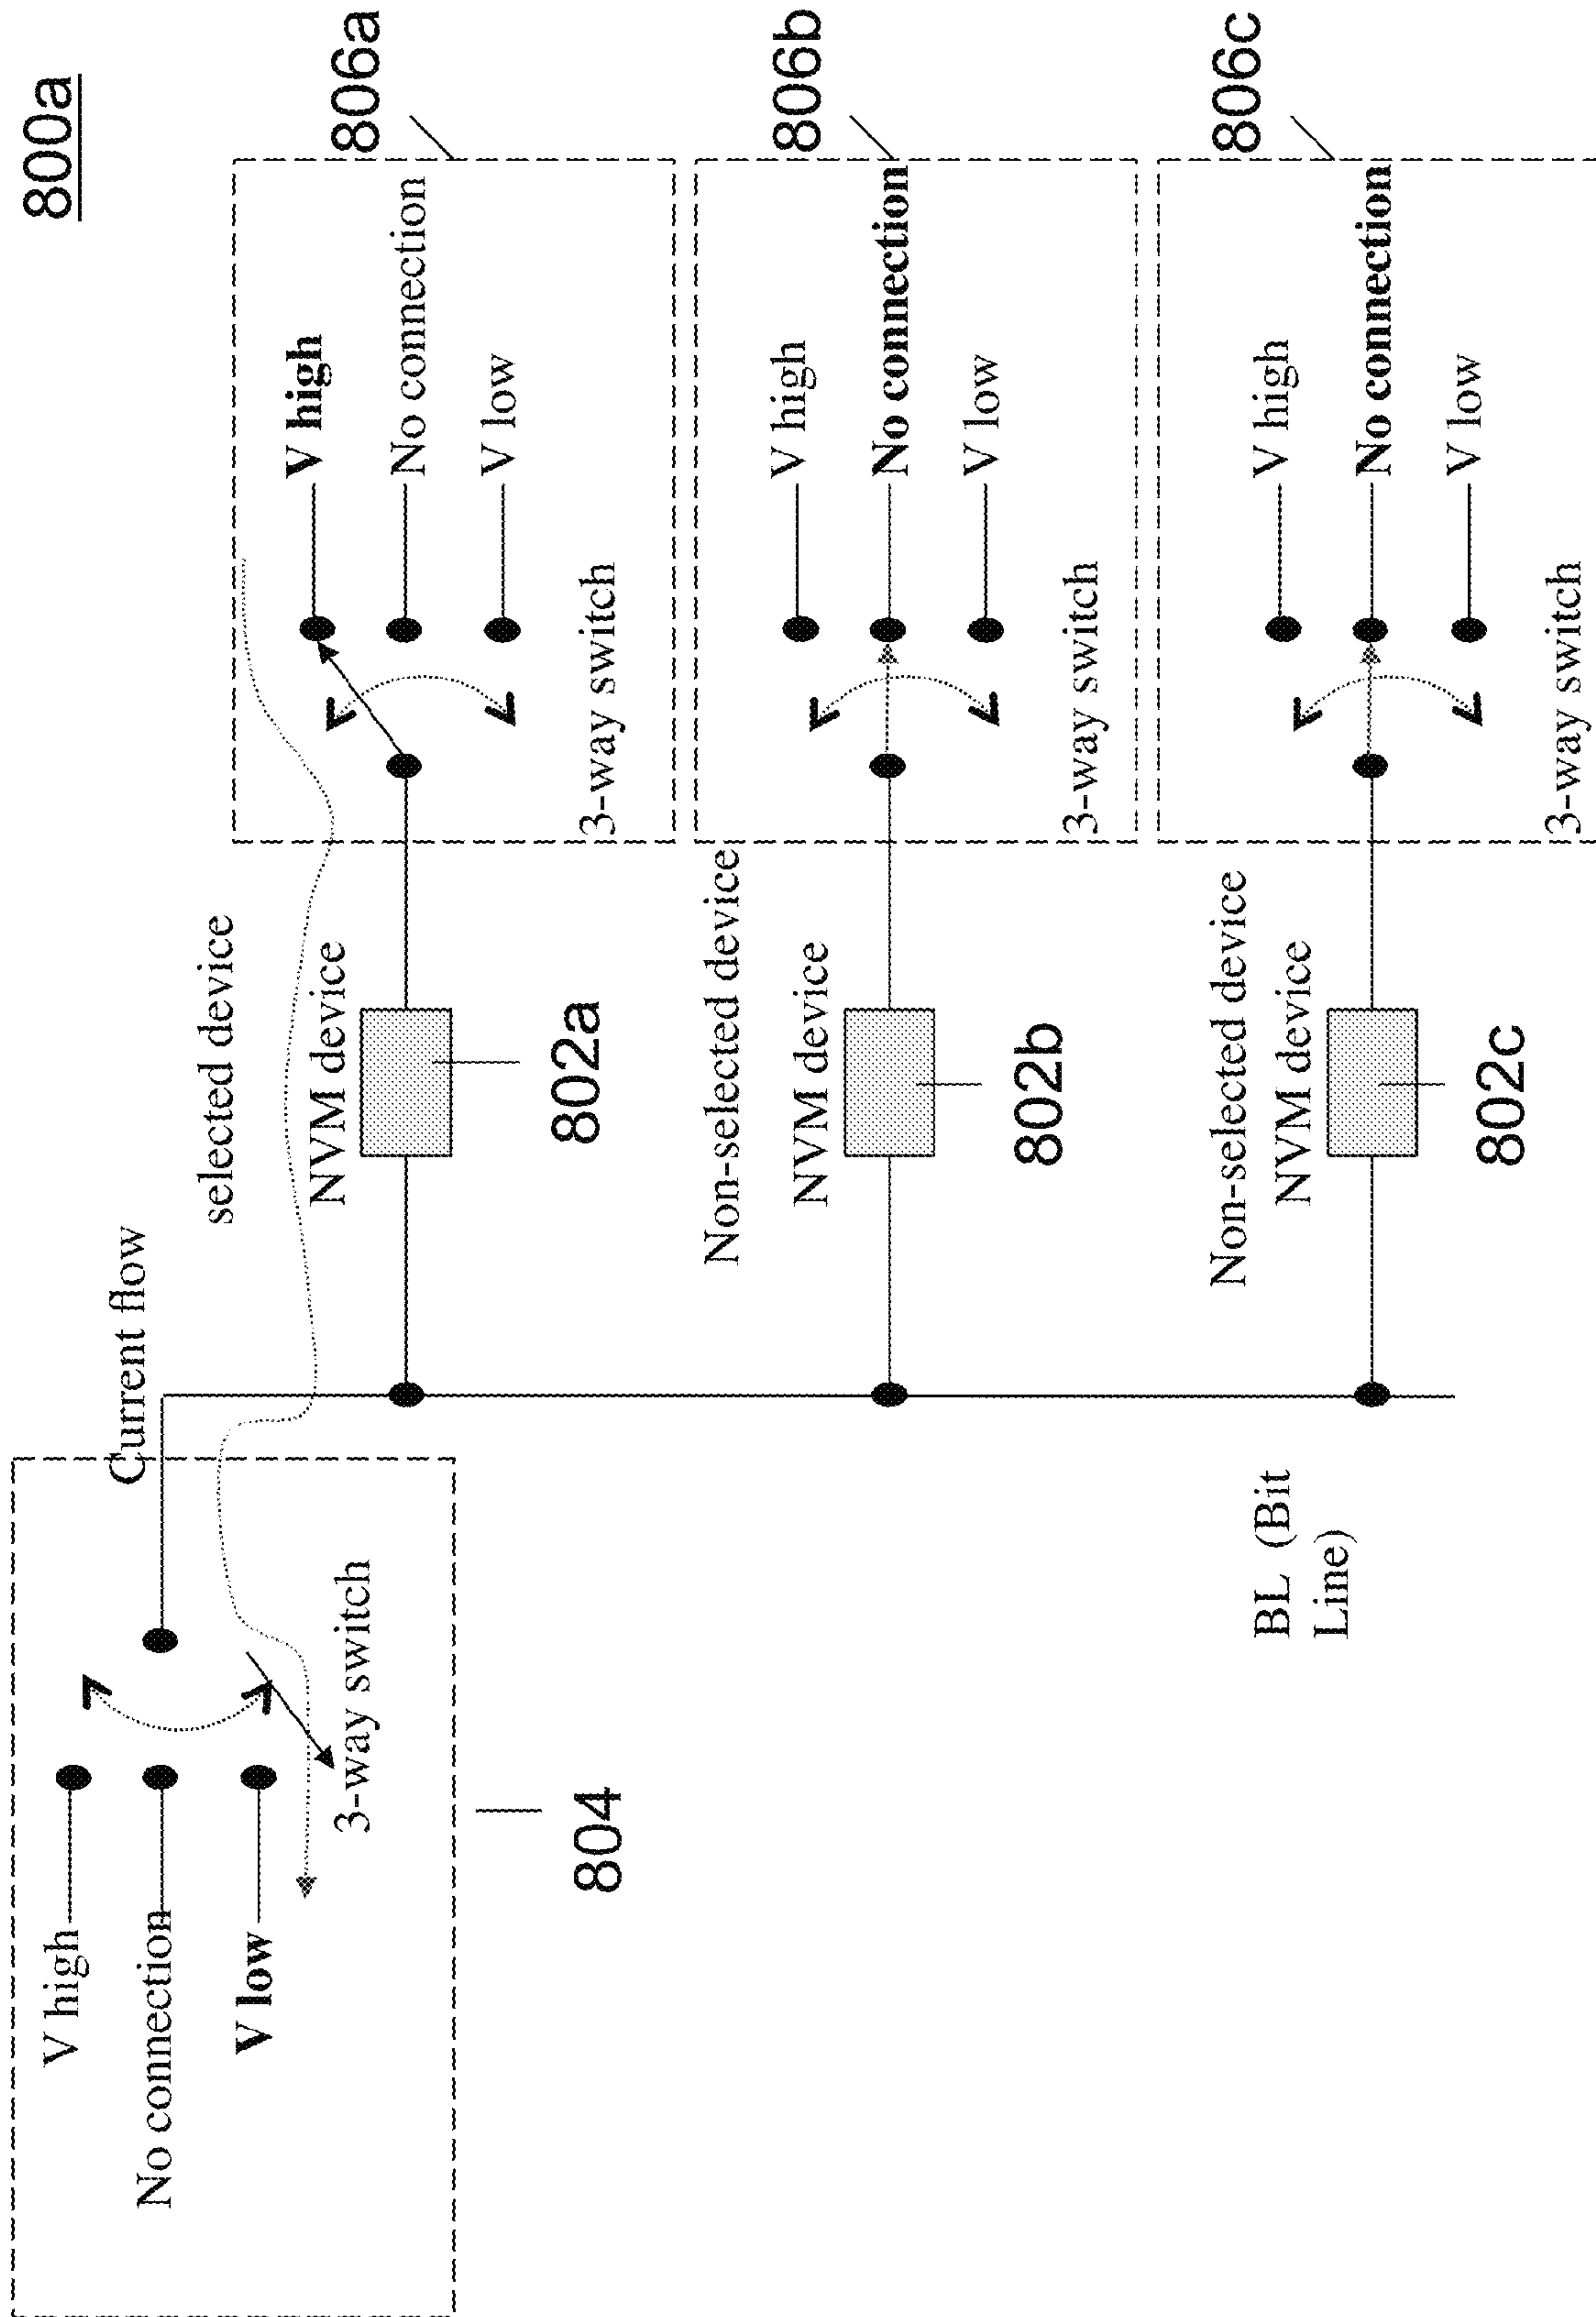 800a
V high
No connection
V low
3-way switch
804
Current flow
selected device
NVM device
802a
V high
No connection
V low
3-way switch
806a
Non-selected device
NVM device
802b
V high
No connection
V low
3-way switch
806b
BL (Bit
Line)
Non-selected device
NVM device
802c
V high
No connection
V low
3-way switch
806c